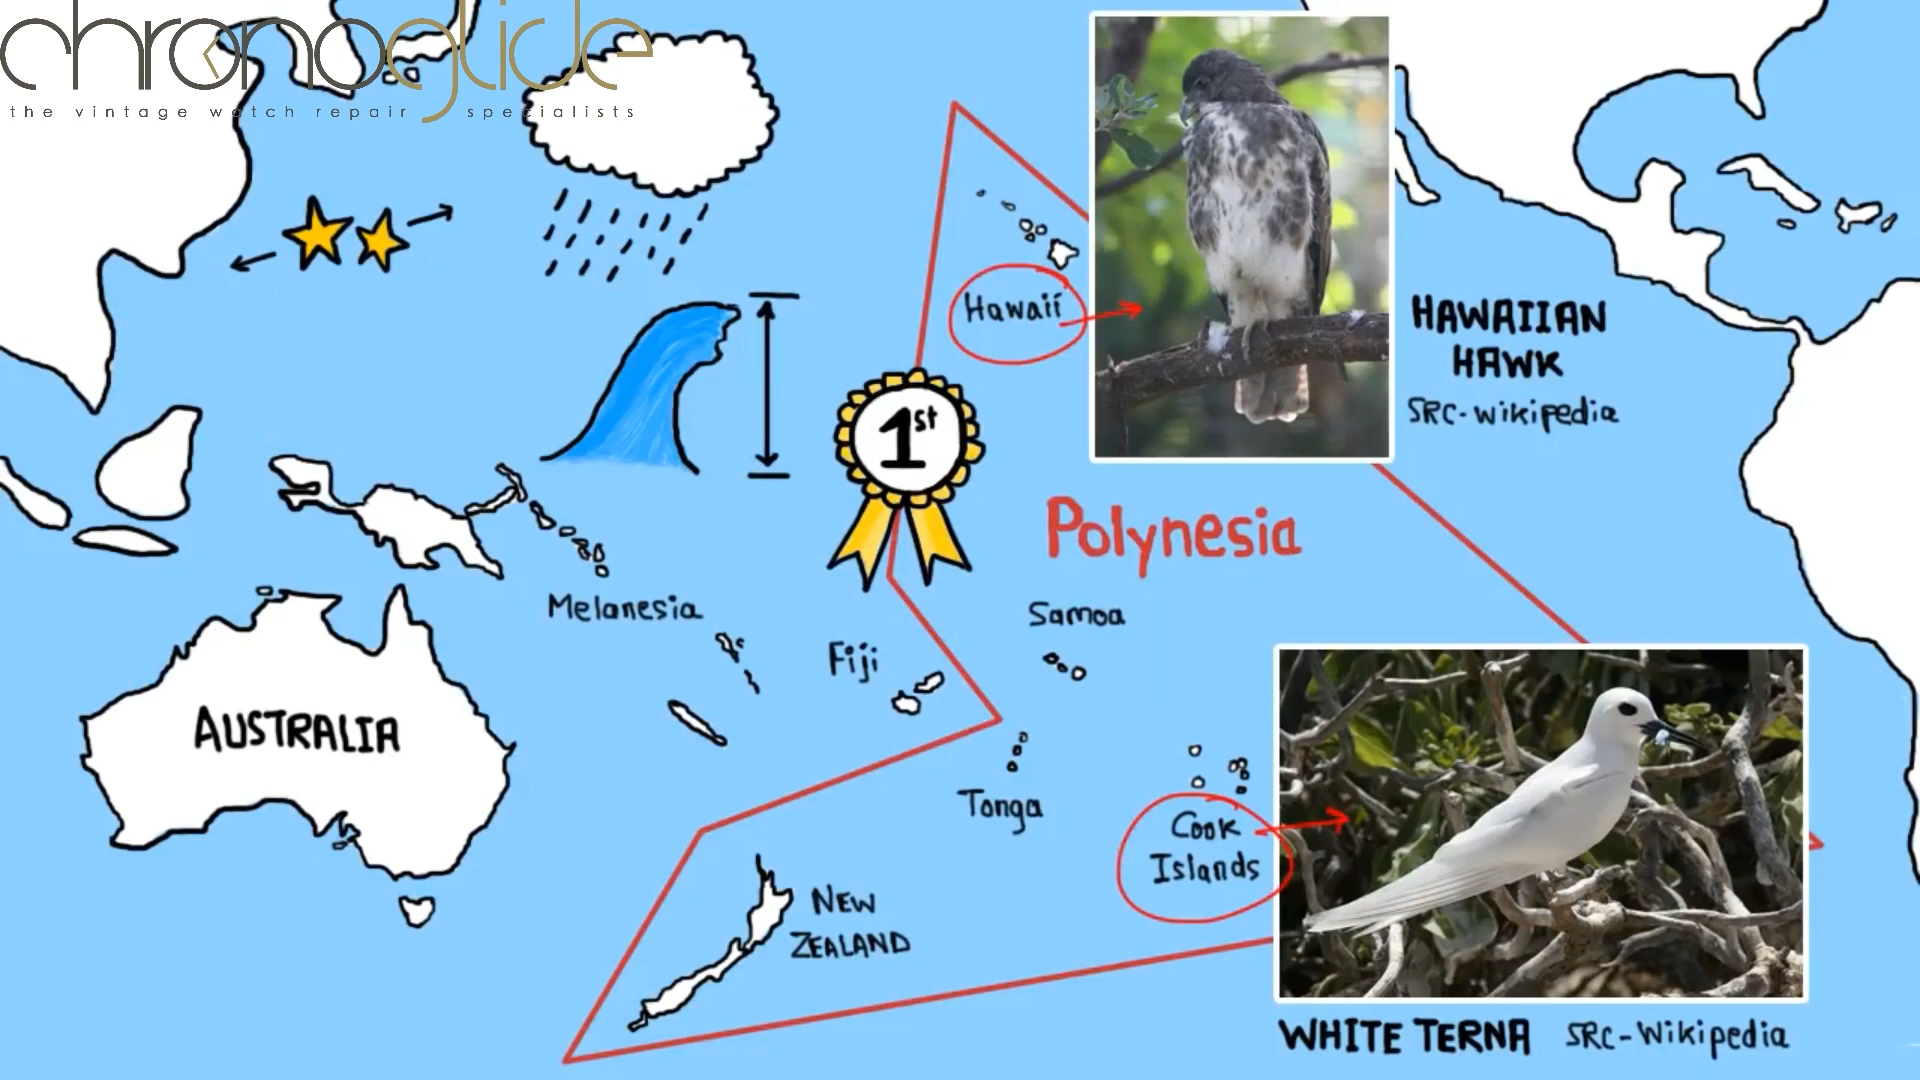 chronoglide
the vintage watch repair specialists
Hawaii
HAWAIIAN
HAWK
SRC-wikipedia
1st
Polynesia
Melanesia
Samoa
Fiji
AUSTRALIA
Tonga
Cook
Islands
NEW
ZEALAND
WHITE TERNA SRC-Wikipedia